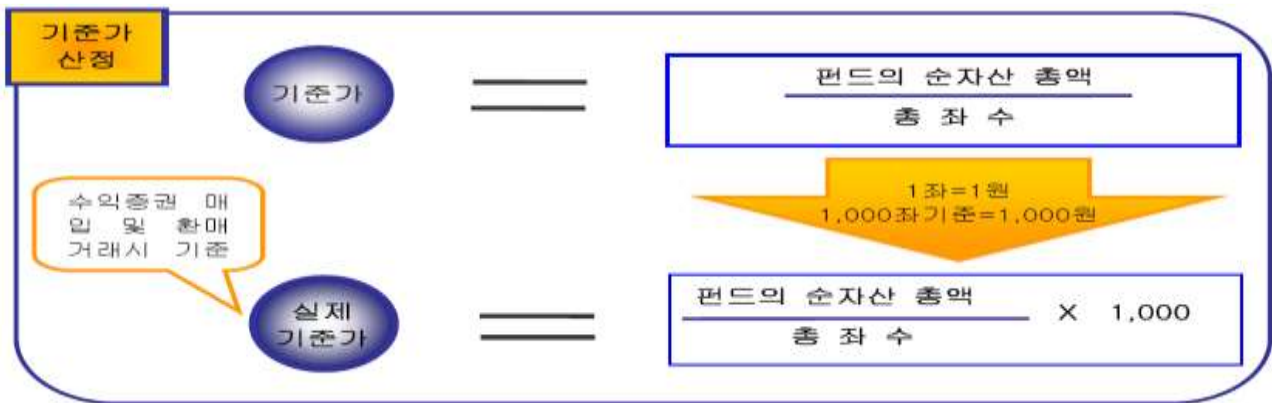 기준가
산정
기준가
펀드의 순자산 총액
총 좌 수
1좌=1원
1,000좌기준=1,000원
수익증권 매
입 및 환매
거래시 기준
실제
기준가
펀드의 순자산 총액
총 좌 수
X 1,000